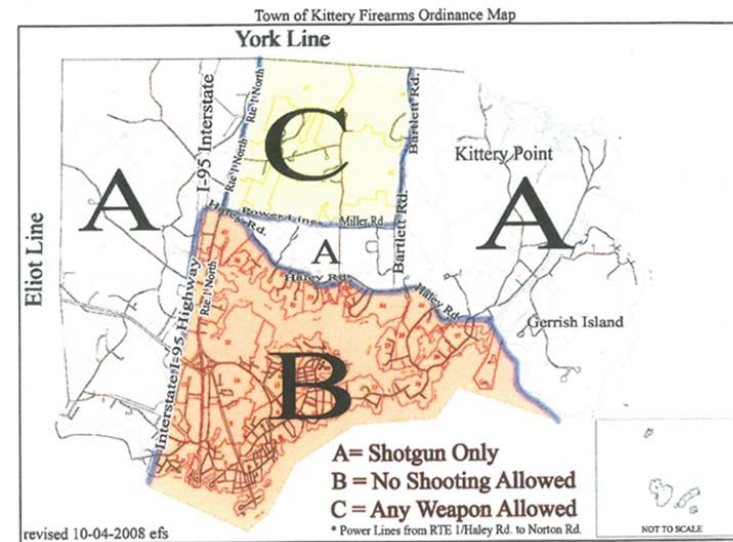 Town of Kittery Firearms Ordinance Map
York Line
I-95 Interstate
Rte 1 North
Rte 1 North
C
Bartlett Rd.
Kittery Point
A
A
Eliot Line
Haley Rd.
Power Lines
Miller Rd
Bartlett Rd.
A
Haley Rd.
Haley Rd.
Interstate I-95 Highway
Rte 1 North
Gerrish Island
B
A= Shotgun Only
B = No Shooting Allowed
C = Any Weapon Allowed
* Power Lines from RTE 1/Haley Rd. to Norton Rd.
NOT TO SCALE
revised 10-04-2008 efs